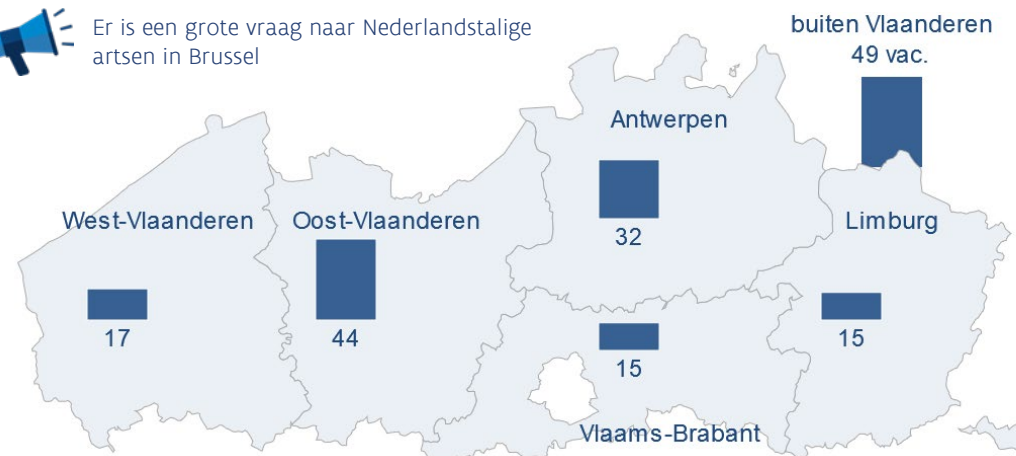 Er is een grote vraag naar Nederlandstalige
artsen in Brussel
buiten Vlaanderen
49 vac.
Antwerpen
32
West-Vlaanderen
17
Oost-Vlaanderen
44
Limburg
15
15
Vlaams-Brabant